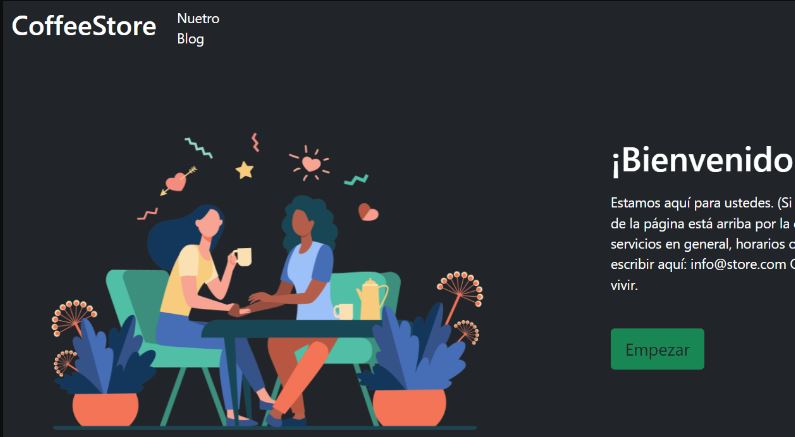 CoffeeStore
Nuetro
Blog
¡Bienvenido
Estamos aquí para ustedes. (Si
de la página está arriba por la
servicios en general, horarios
escribir aquí: info@store.com
vivir.
Empezar